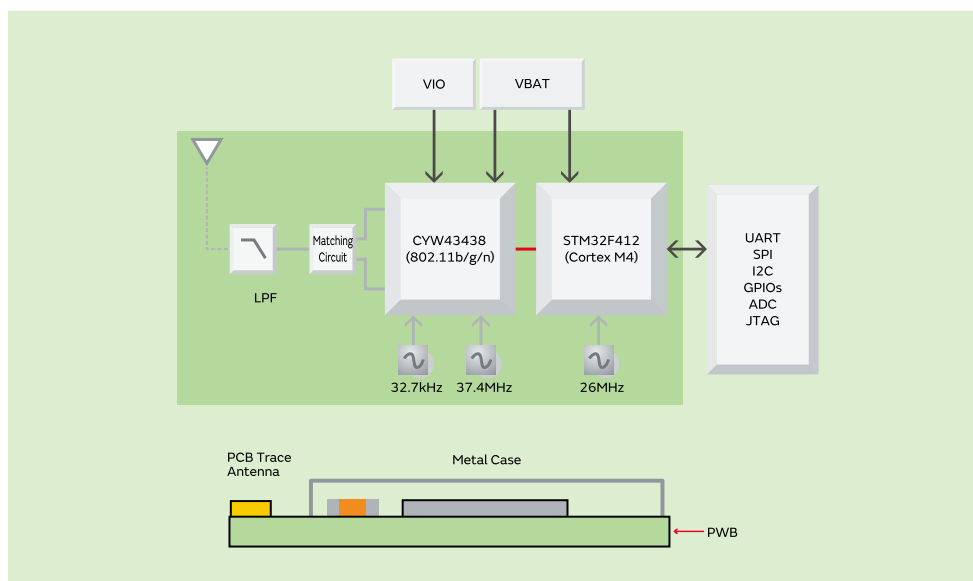 VIO
VBAT
Matching
Circuit
CYW43438
(802.11b/g/n)
STM32F412
(Cortex M4)
UART
SPI
I2C
GPIOs
ADC
JTAG
LPF
32.7kHz
37.4MHz
26MHz
PCB Trace
Antenna
Metal Case
PWB